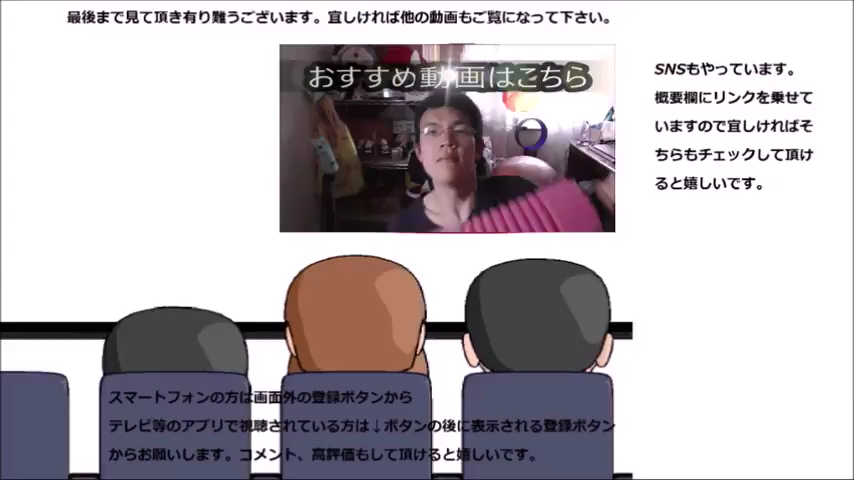 最後まで見て頂き有り難うございます。宜しければ他の動画もご覧になって下さい。
おすすめ動画はこちら
SNSもやっています。
概要欄にリンクを乗せて
いますので宜しければそ
ちらもチェックして頂け
ると嬉しいです。
スマートフォンの方は画面外の登録ボタンから
テレビ等のアプリで視聴されている方は↓ボタンの後に表示される登録ボタン
からお願いします。コメント、高評価もして頂けると嬉しいです。